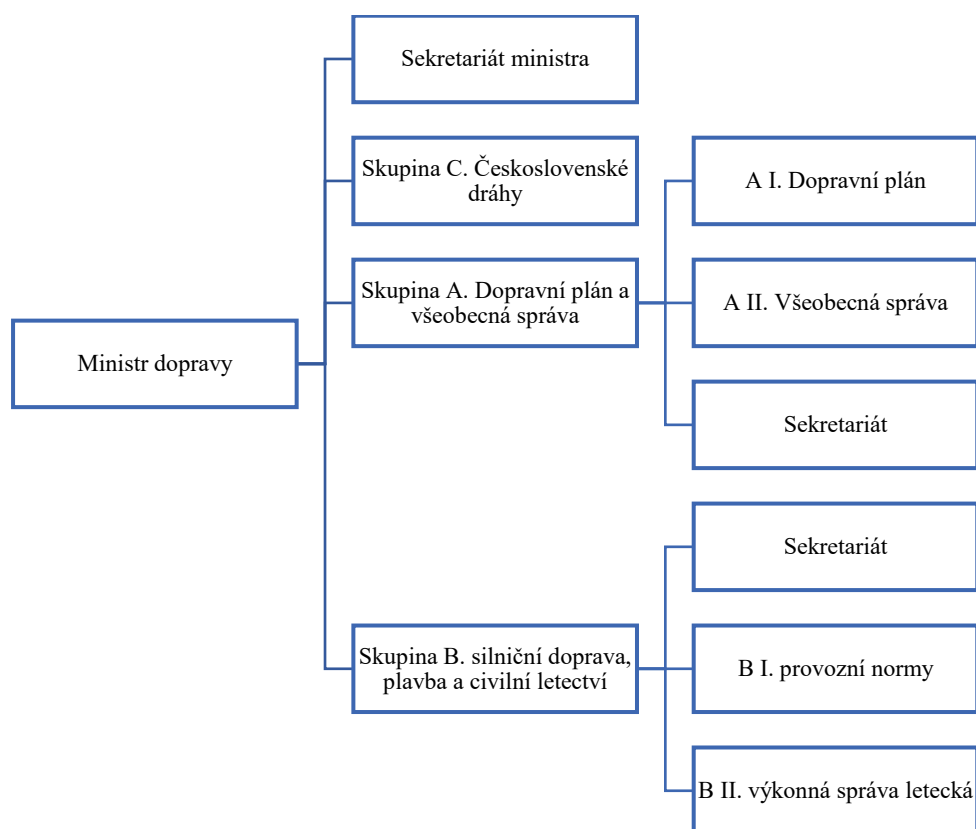 Sekretariát ministra
Skupina C. Československé
dráhy
A I. Dopravní plán
Skupina A. Dopravní plán a
všeobecná správa
A II. Všeobecná správa
Ministr dopravy
Sekretariát
Sekretariát
Skupina B. silniční doprava,
plavba a civilní letectví
B I. provozní normy
B II. výkonná správa letecká